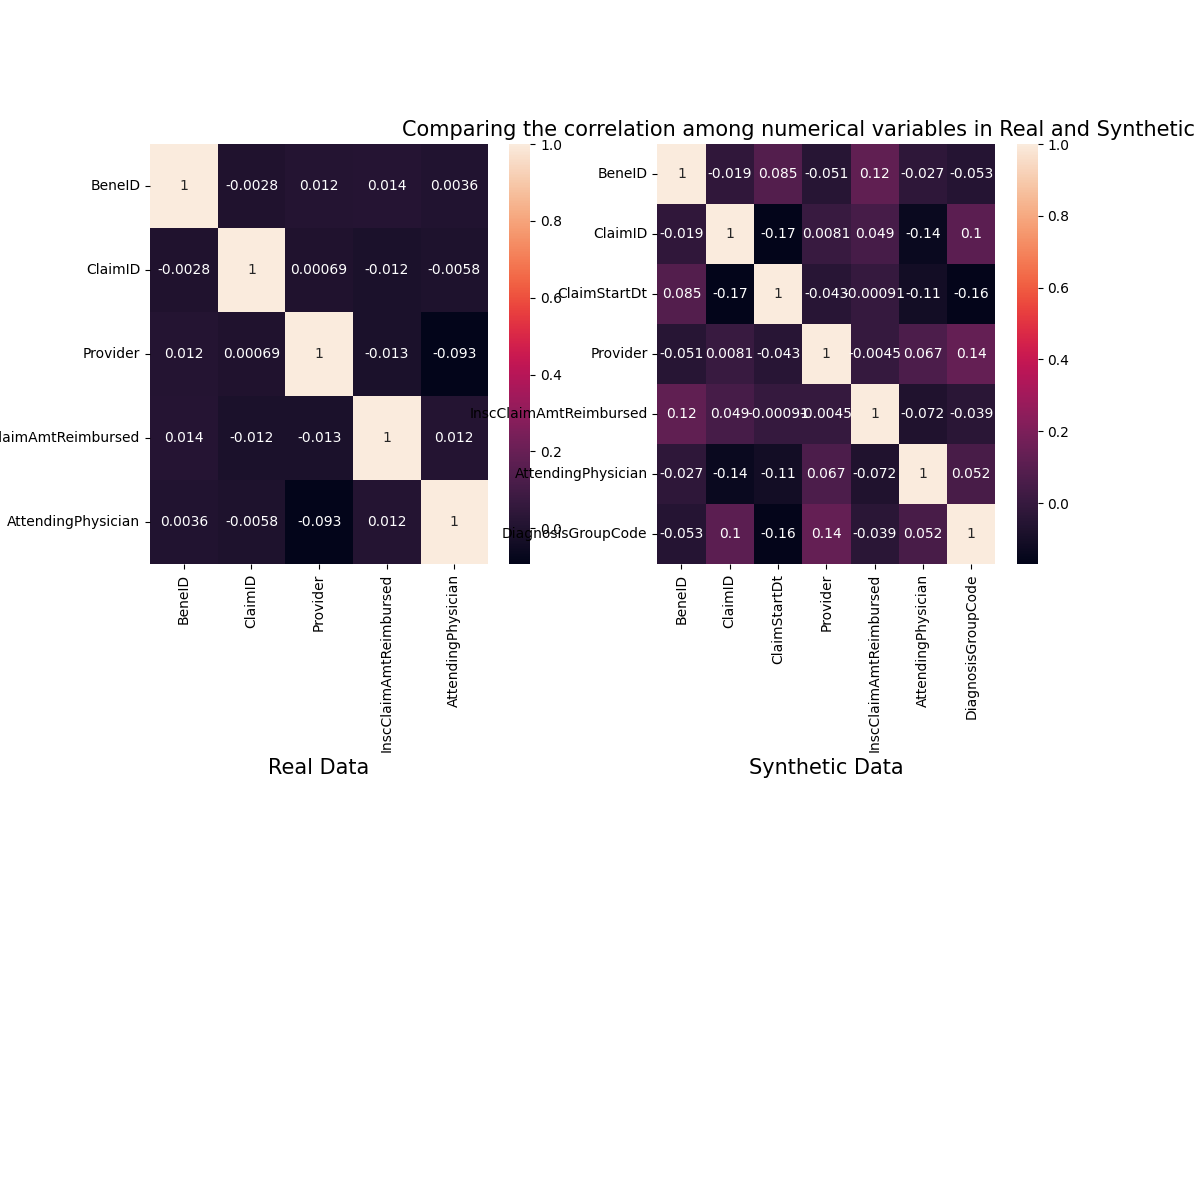 Comparing the correlation among numerical variables in Real and Synthetic
BeneID 1 -0.0028 0.012 0.014 0.0036
ClaimID -0.0028 1 0.00069 -0.012 -0.0058
Provider 0.012 0.00069 1 -0.013 -0.093
laimAmtReimbursed 0.014 -0.012 -0.013 1 0.012
AttendingPhysician 0.0036 -0.0058 -0.093 0.012 1
BeneID
ClaimID
Provider
InscClaimAmtReimbursed
AttendingPhysician
1.0
0.8
0.6
0.4
0.2
0.0
Real Data
BeneID 1 -0.019 0.085 -0.051 0.12 -0.027 -0.053
ClaimID -0.019 1 -0.17 0.0081 0.049 -0.14 0.1
ClaimStartDt 0.085 -0.17 1 -0.043 -0.00091 -0.11 -0.16
Provider -0.051 0.0081 -0.043 1 -0.0045 0.067 0.14
InscClaimAmtReimbursed 0.12 0.049 -0.00091 -0.0045 1 -0.072 -0.039
AttendingPhysician -0.027 -0.14 -0.11 0.067 -0.072 1 0.052
DiagnosisGroupCode -0.053 0.1 -0.16 0.14 -0.039 0.052 1
BeneID
ClaimID
ClaimStartDt
Provider
InscClaimAmtReimbursed
AttendingPhysician
DiagnosisGroupCode
1.0
0.8
0.6
0.4
0.2
0.0
Synthetic Data